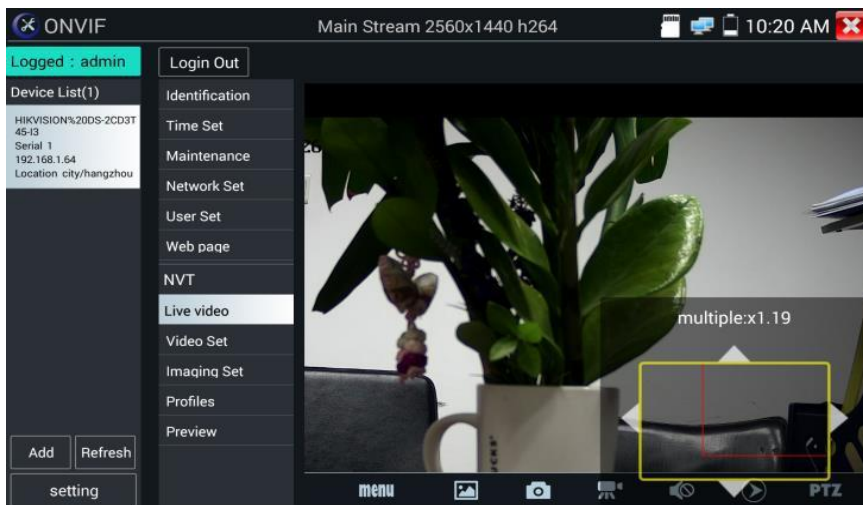 ONVIF
Main Stream 2560x1440 h264
10:20 AM
Logged : admin
Login Out
Device List(1)
HIKVISION%20DS-2CD3T
45-I3
Serial 1
192.168.1.64
Location city/hangzhou
Identification
Time Set
Maintenance
Network Set
User Set
Web page
NVT
Live video
Video Set
Imaging Set
Profiles
Preview
multiple:x1.19
UCKS
Add
Refresh
setting
menu
PTZ